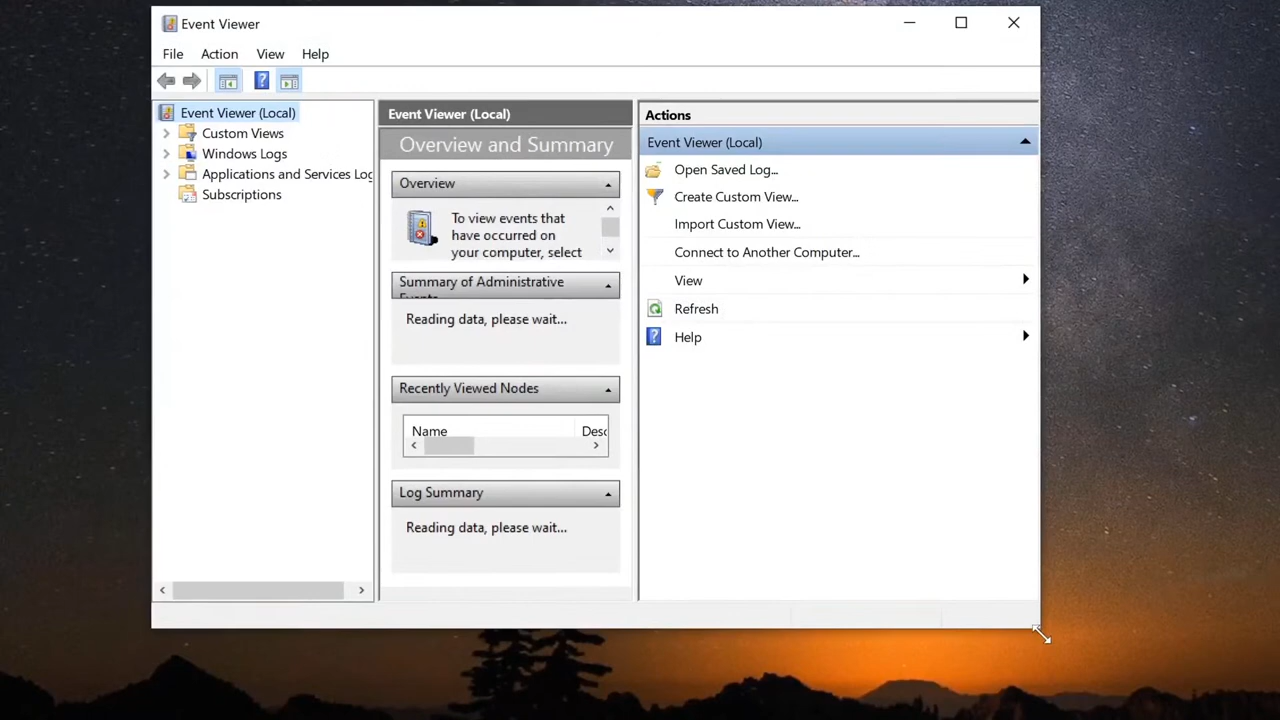 Event Viewer
File Action View Help
Event Viewer (Local)
Custom Views
Windows Logs
Applications and Services Log
Subscriptions
Event Viewer (Local)
Overview and Summary
Overview
To view events that
have occurred on
your computer, select
Summary of Administrative
Events
Reading data, please wait...
Recently Viewed Nodes
Name Desc
Log Summary
Reading data, please wait...
Actions
Event Viewer (Local)
Open Saved Log...
Create Custom View...
Import Custom View...
Connect to Another Computer...
View
Refresh
Help